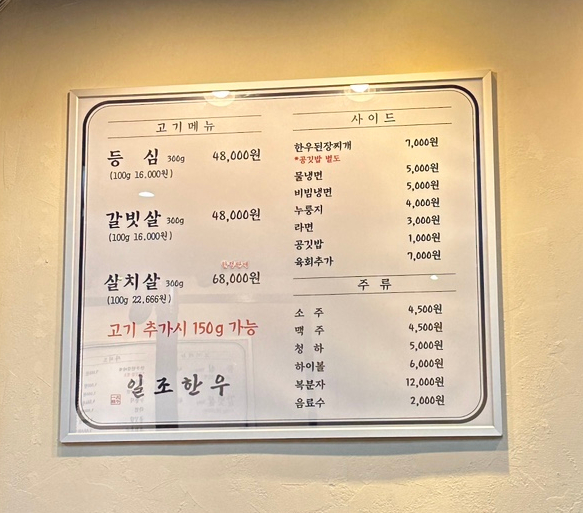 고기메뉴
등 심 300g 48,000원
(100g 16.000원)
갈빗살 300g 48,000원
(100g 16.000원)
살치살 300g 68,000원
(100g 22.666원)
고기 추가시 150g 가능
일조한우
사이드
한우된장찌개 7,000원
*공깃밥 별도
물냉면 5,000원
비빔냉면 5,000원
누룽지 4,000원
라면 3,000원
공깃밥 1,000원
육회추가 7,000원
주류
소 주 4,500원
맥 주 4,500원
청 하 5,000원
하이볼 6,000원
복분자 12,000원
음료수 2,000원